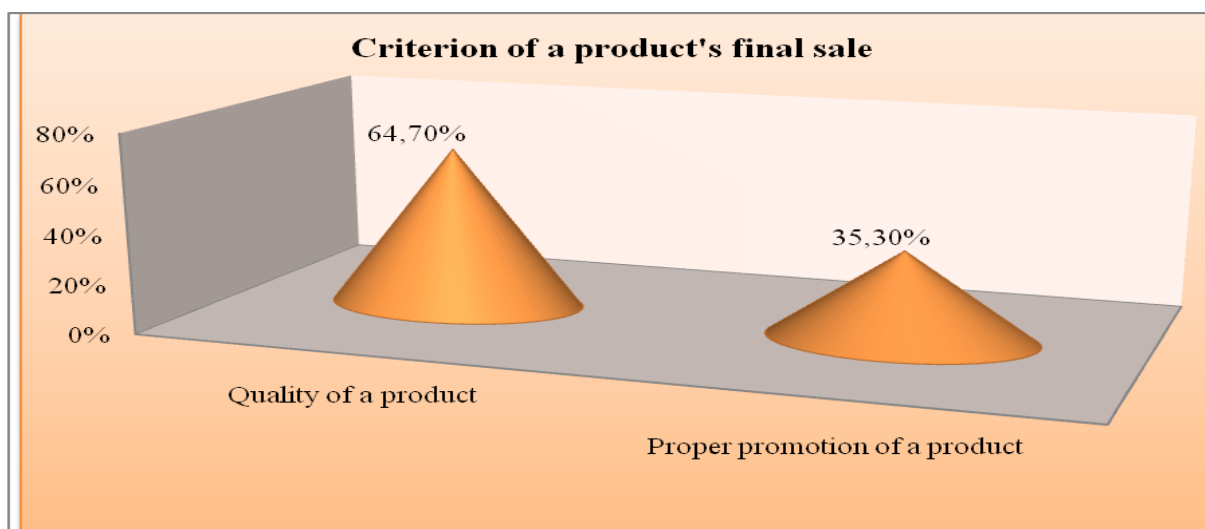 Criterion of a product's final sale
80%
60%
40%
20%
0%
64,70%
35,30%
Quality of a product
Proper promotion of a product